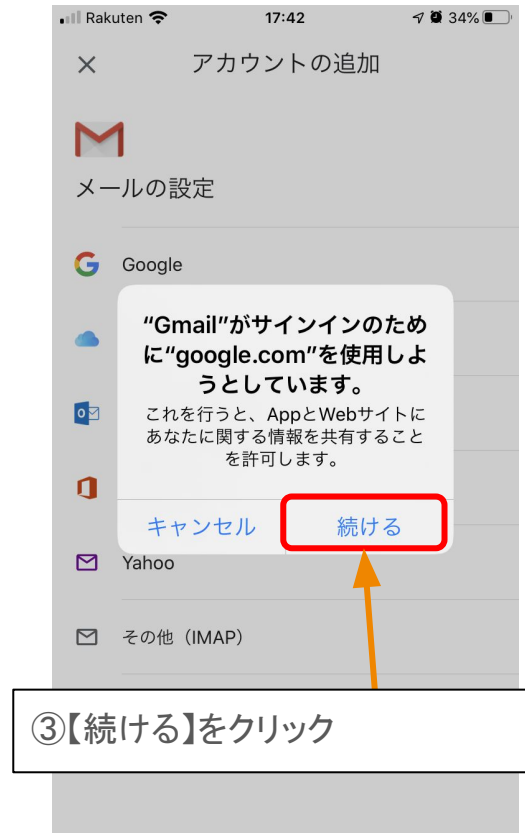 Rakuten 17:42 34%
アカウントの追加
メールの設定
Google
“Gmail”がサインインのため
に“google.com”を使用しよ
うとしています。
これを行うと、AppとWebサイトに
あなたに関する情報を共有すること
を許可します。
キャンセル 続ける
Yahoo
その他（IMAP）
③【続ける】をクリック